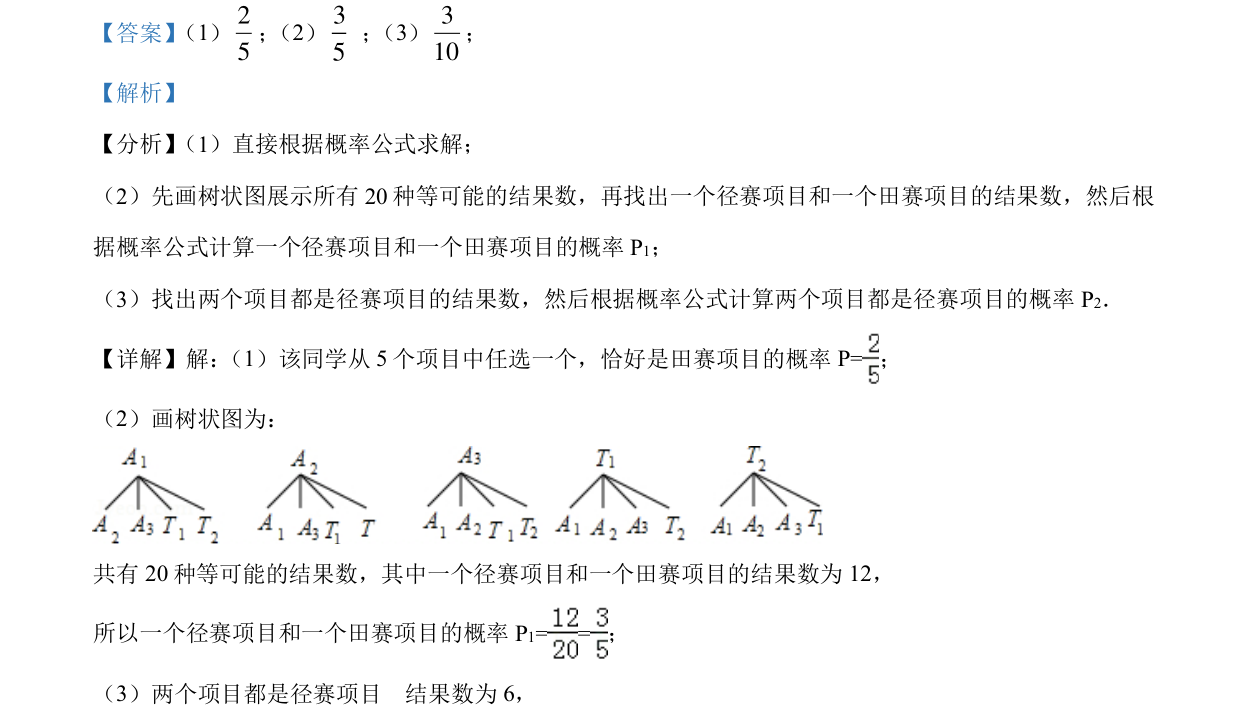 【答案】（1）2/5；（2）3/5；（3）3/10；
【解析】
【分析】（1）直接根据概率公式求解；
（2）先画树状图展示所有 20 种等可能的结果数，再找出一个径赛项目和一个田赛项目的结果数，然后根
据概率公式计算一个径赛项目和一个田赛项目的概率 P1；
（3）找出两个项目都是径赛项目的结果数，然后根据概率公式计算两个项目都是径赛项目的概率 P2．
【详解】解：（1）该同学从 5 个项目中任选一个，恰好是田赛项目的概率 P=2/5；
（2）画树状图为：
A1 A2 A3 T1 T2
A2 A3 T1 T2 A1 A3 T1 T A1 A2 T1 T2 A1 A2 A3 T2 A1 A2 A3 T1
共有 20 种等可能的结果数，其中一个径赛项目和一个田赛项目的结果数为 12，
所以一个径赛项目和一个田赛项目的概率 P1=12/20=3/5；
（3）两个项目都是径赛项目 结果数为 6，